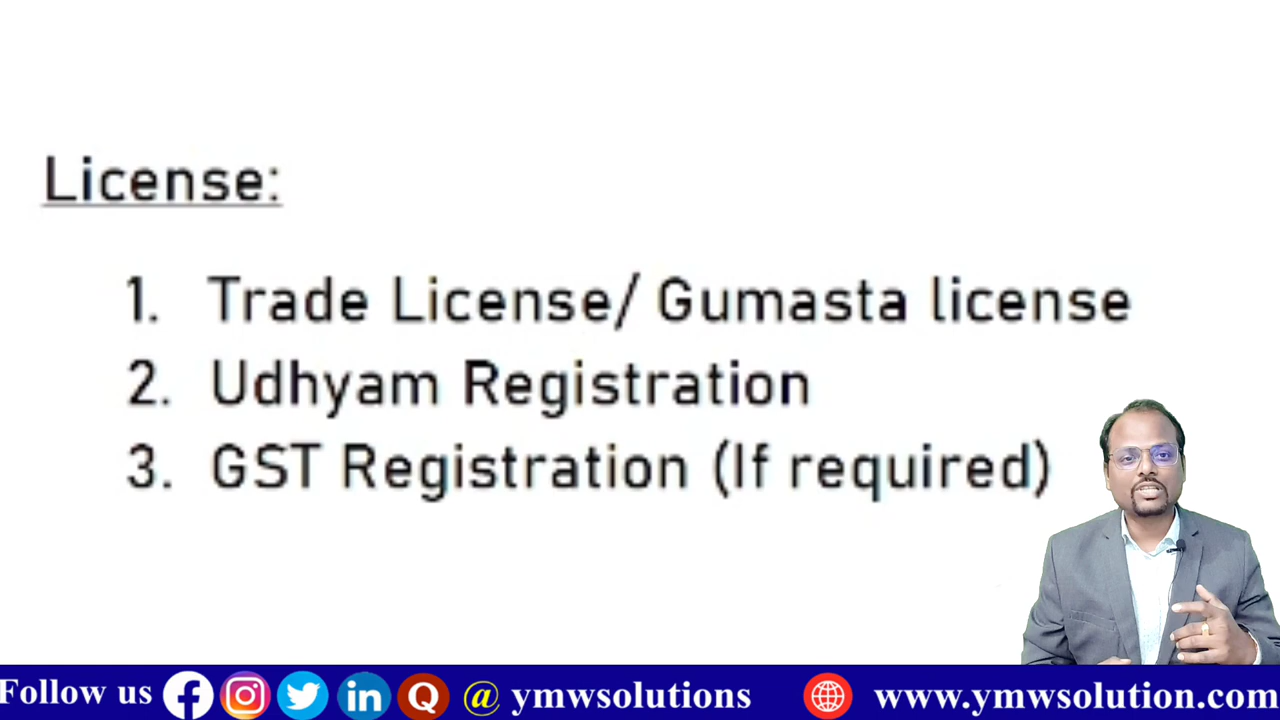 License:
1. Trade License/ Gumasta license
2. Udhyam Registration
3. GST Registration (If required)
Follow us @ ymwsolutions www.ymwsolution.com